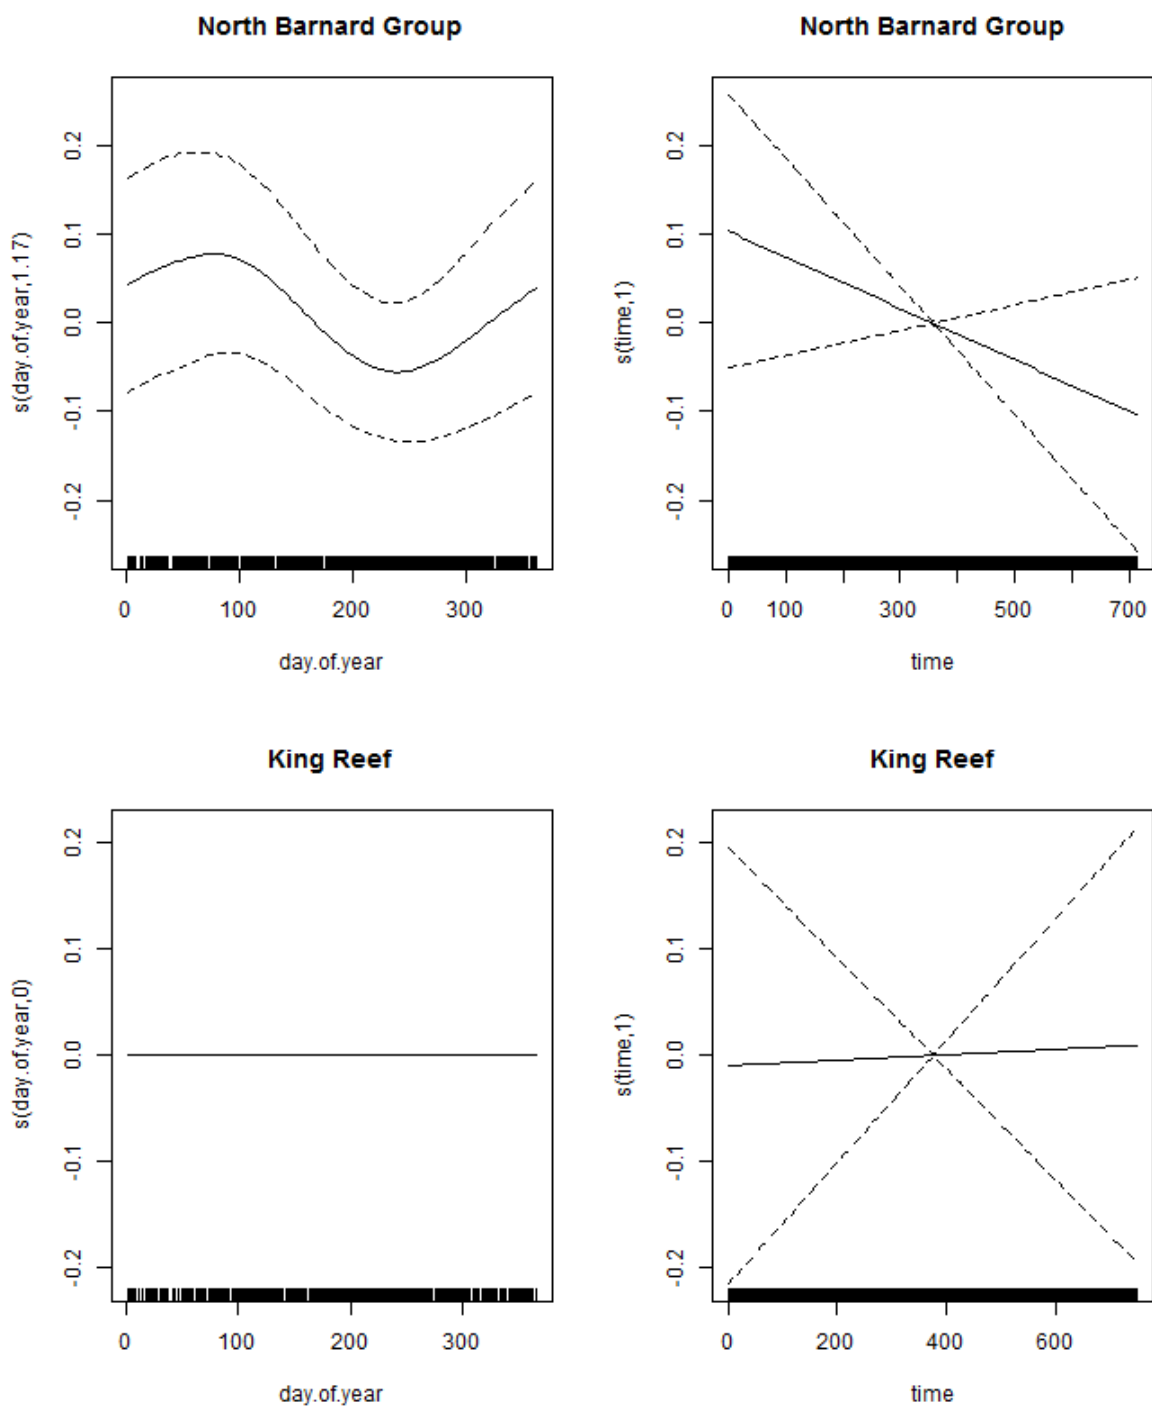 North Barnard Group
s(day.of.year,1.17)
0.2
0.1
0.0
-0.1
-0.2
0 100 200 300
day.of.year
North Barnard Group
s(time,1)
0.2
0.1
0.0
-0.1
-0.2
0 100 300 500 700
time
King Reef
s(day.of.year,0)
0.2
0.1
0.0
-0.1
-0.2
0 100 200 300
day.of.year
King Reef
s(time,1)
0.2
0.1
0.0
-0.1
-0.2
0 200 400 600
time